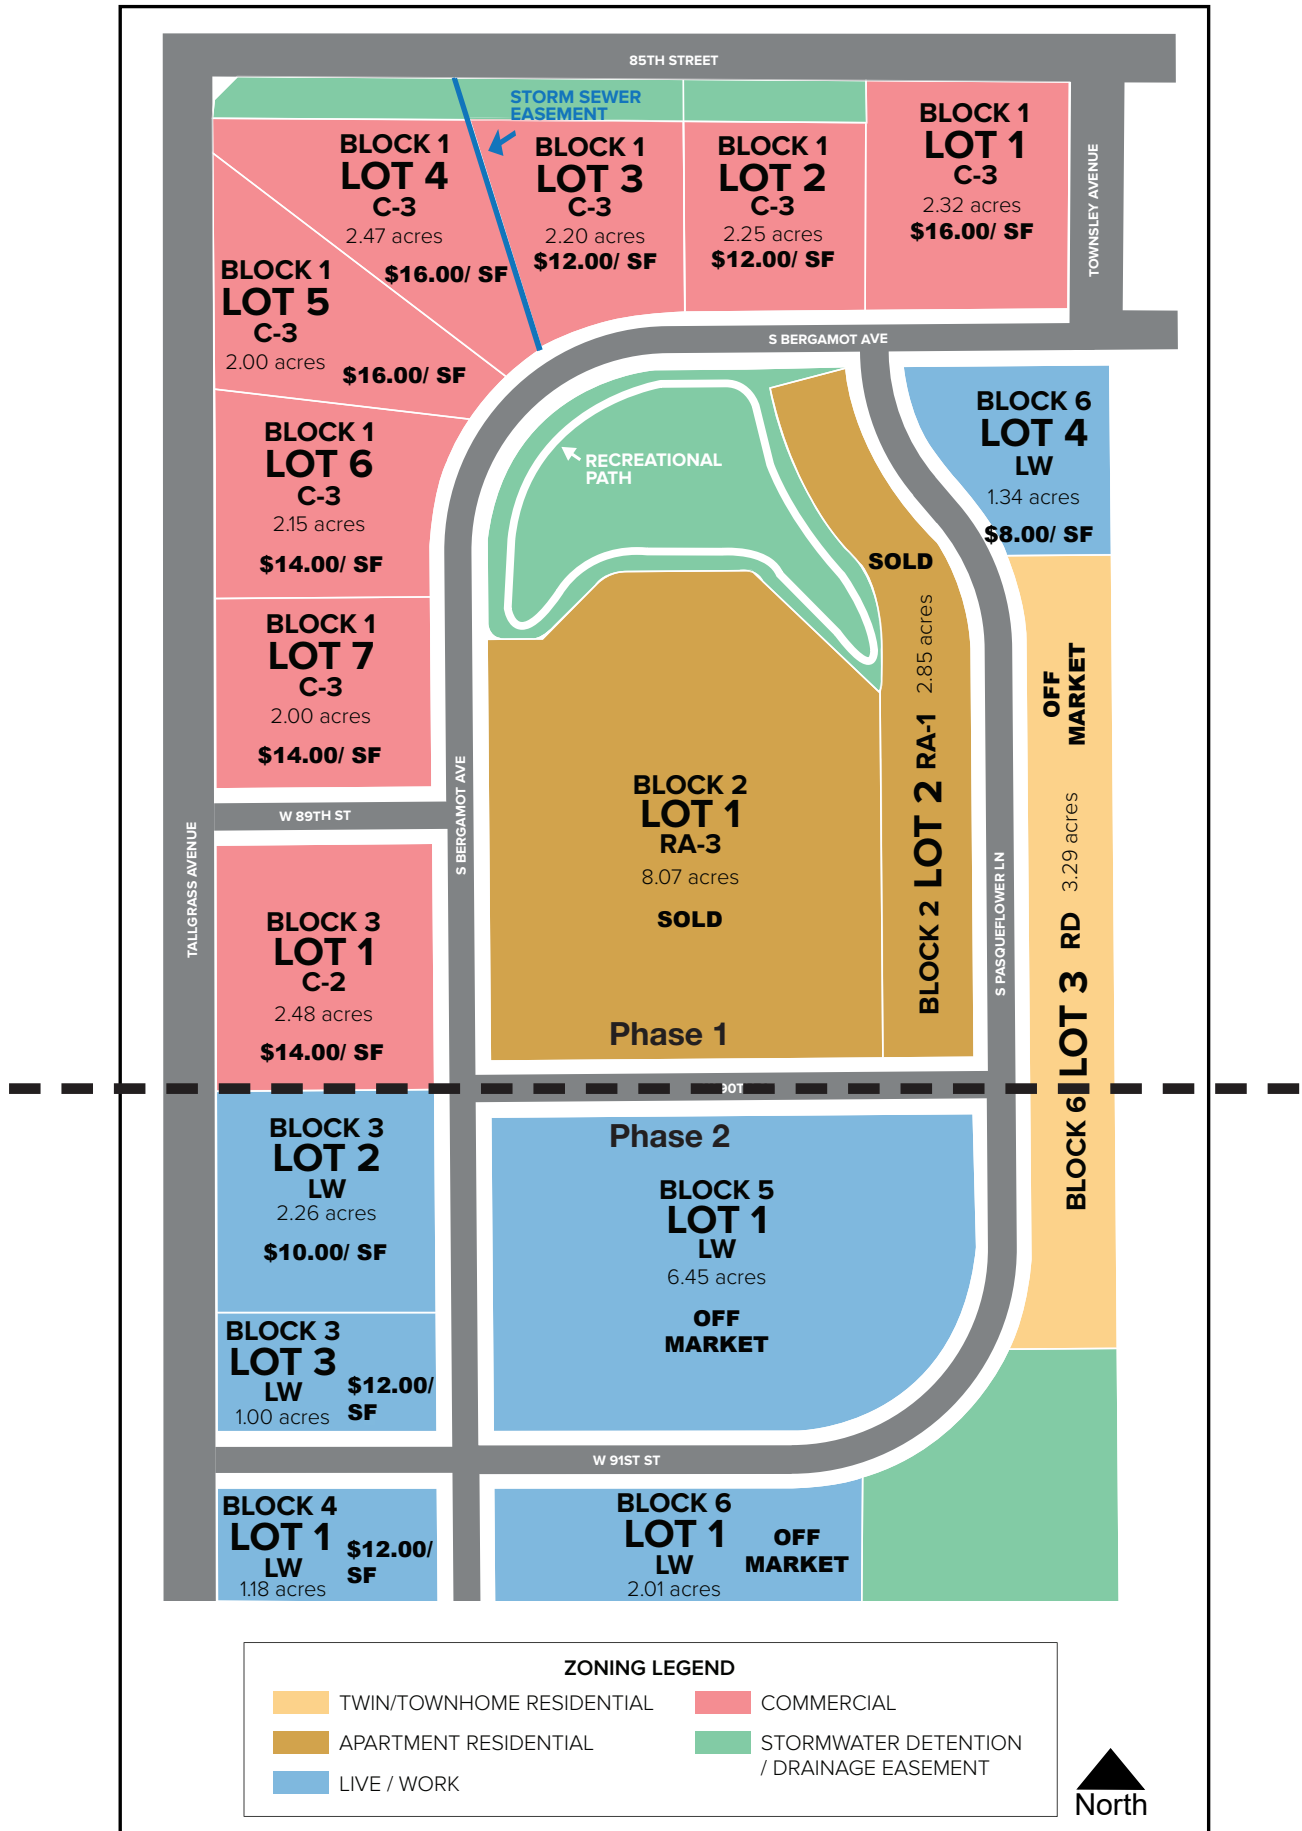 85TH STREET
STORM SEWER
EASEMENT
BLOCK 1
LOT 4
C-3
2.47 acres
$16.00/ SF
BLOCK 1
LOT 3
C-3
2.20 acres
$12.00/ SF
BLOCK 1
LOT 2
C-3
2.25 acres
$12.00/ SF
BLOCK 1
LOT 1
C-3
2.32 acres
$16.00/ SF
TOWNSLEY AVENUE
BLOCK 1
LOT 5
C-3
2.00 acres
$16.00/ SF
S BERGAMOT AVE
BLOCK 1
LOT 6
C-3
2.15 acres
$14.00/ SF
RECREATIONAL
PATH
BLOCK 6
LOT 4
LW
1.34 acres
$8.00/ SF
BLOCK 1
LOT 7
C-3
2.00 acres
$14.00/ SF
SOLD
BLOCK 2 LOT 2 RA-1 2.85 acres
OFF
MARKET
BLOCK 6 LOT 3 RD 3.29 acres
W 89TH ST
S BERGAMOT AVE
TALLGRASS AVENUE
BLOCK 2
LOT 1
RA-3
8.07 acres
SOLD
S PASQUEFLOWER LN
BLOCK 3
LOT 1
C-2
2.48 acres
$14.00/ SF
Phase 1
Phase 2
BLOCK 3
LOT 2
LW
2.26 acres
$10.00/ SF
BLOCK 5
LOT 1
LW
6.45 acres
OFF
MARKET
BLOCK 3
LOT 3
LW
1.00 acres
$12.00/
SF
W 91ST ST
BLOCK 4
LOT 1
LW
1.18 acres
$12.00/
SF
BLOCK 6
LOT 1
LW
2.01 acres
OFF
MARKET
ZONING LEGEND
TWIN/TOWNHOME RESIDENTIAL
APARTMENT RESIDENTIAL
LIVE / WORK
COMMERCIAL
STORMWATER DETENTION
/ DRAINAGE EASEMENT
North